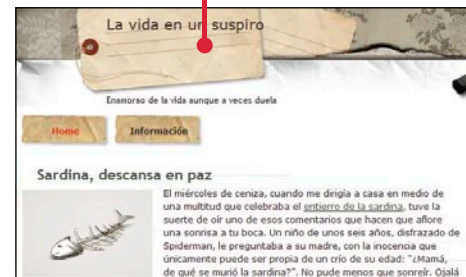 La vida en un suspiro
Enamorao de la vida aunque a veces duela
Home
Información
Sardina, descansa en paz
El miércoles de ceniza, cuando me dirigía a casa en medio de
una multitud que celebraba el entierro de la sardina, tuve la
suerte de oir uno de esos comentarios que hacen que aflore
una sonrisa a tu boca. Un niño de unos seis años, disfrazado de
Spiderman, le preguntaba a su madre, con la inocencia que
únicamente puede ser propia de un crío de su edad: "¿Mamá,
de qué se murió la sardina?". No pude menos que sonreír. Ojalá